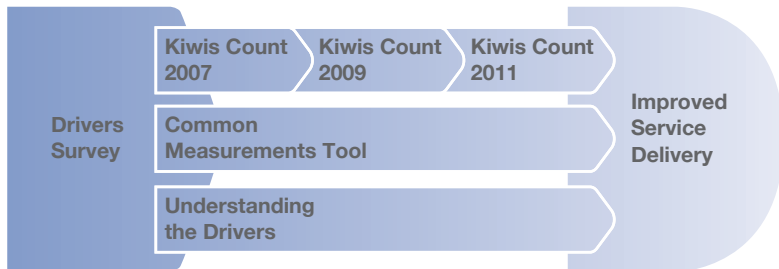 Drivers
Survey
Kiwis Count
2007
Kiwis Count
2009
Kiwis Count
2011
Common
Measurements Tool
Understanding
the Drivers
Improved
Service
Delivery